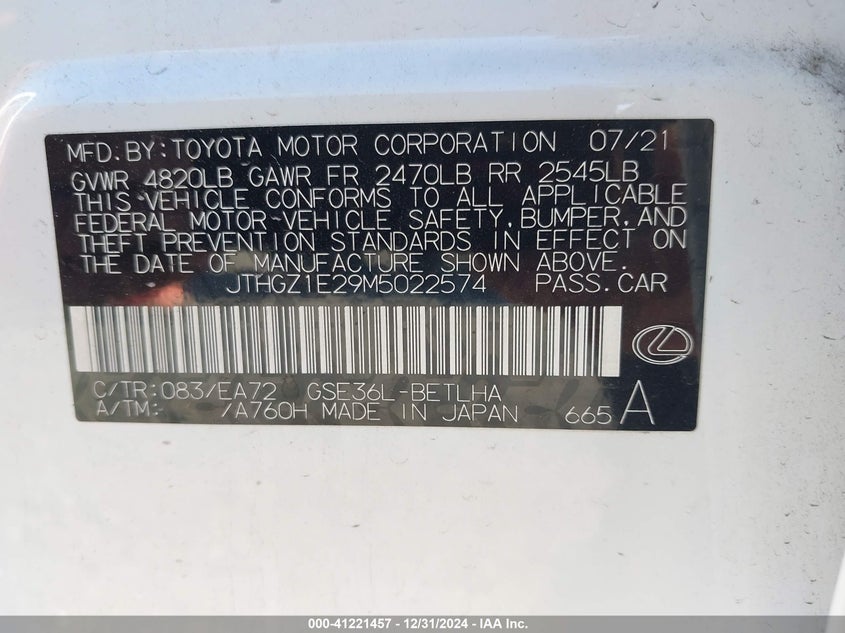 MFD.BY:TOYOTA MOTOR CORPORATION 07/21
GVWR 4820LB GAWR FR 2470LB RR 2545LB
THIS VEHICLE CONFORMS TO ALL APPLICABLE
FEDERAL MOTOR-VEHICLE SAFETY,BUMPER,AND
THEFT PREVENTION STANDARDS IN EFFECT ON
THE DATE OF MANUFACTURE SHOWN ABOVE.
JTHGZ1E29M5022574 PASS.CAR
C/TR:083/EA72 GSE36L-BETLHA
A/TM: /A760H MADE IN JAPAN 665 A
000-41221457 - 12/31/2024 - IAA Inc.